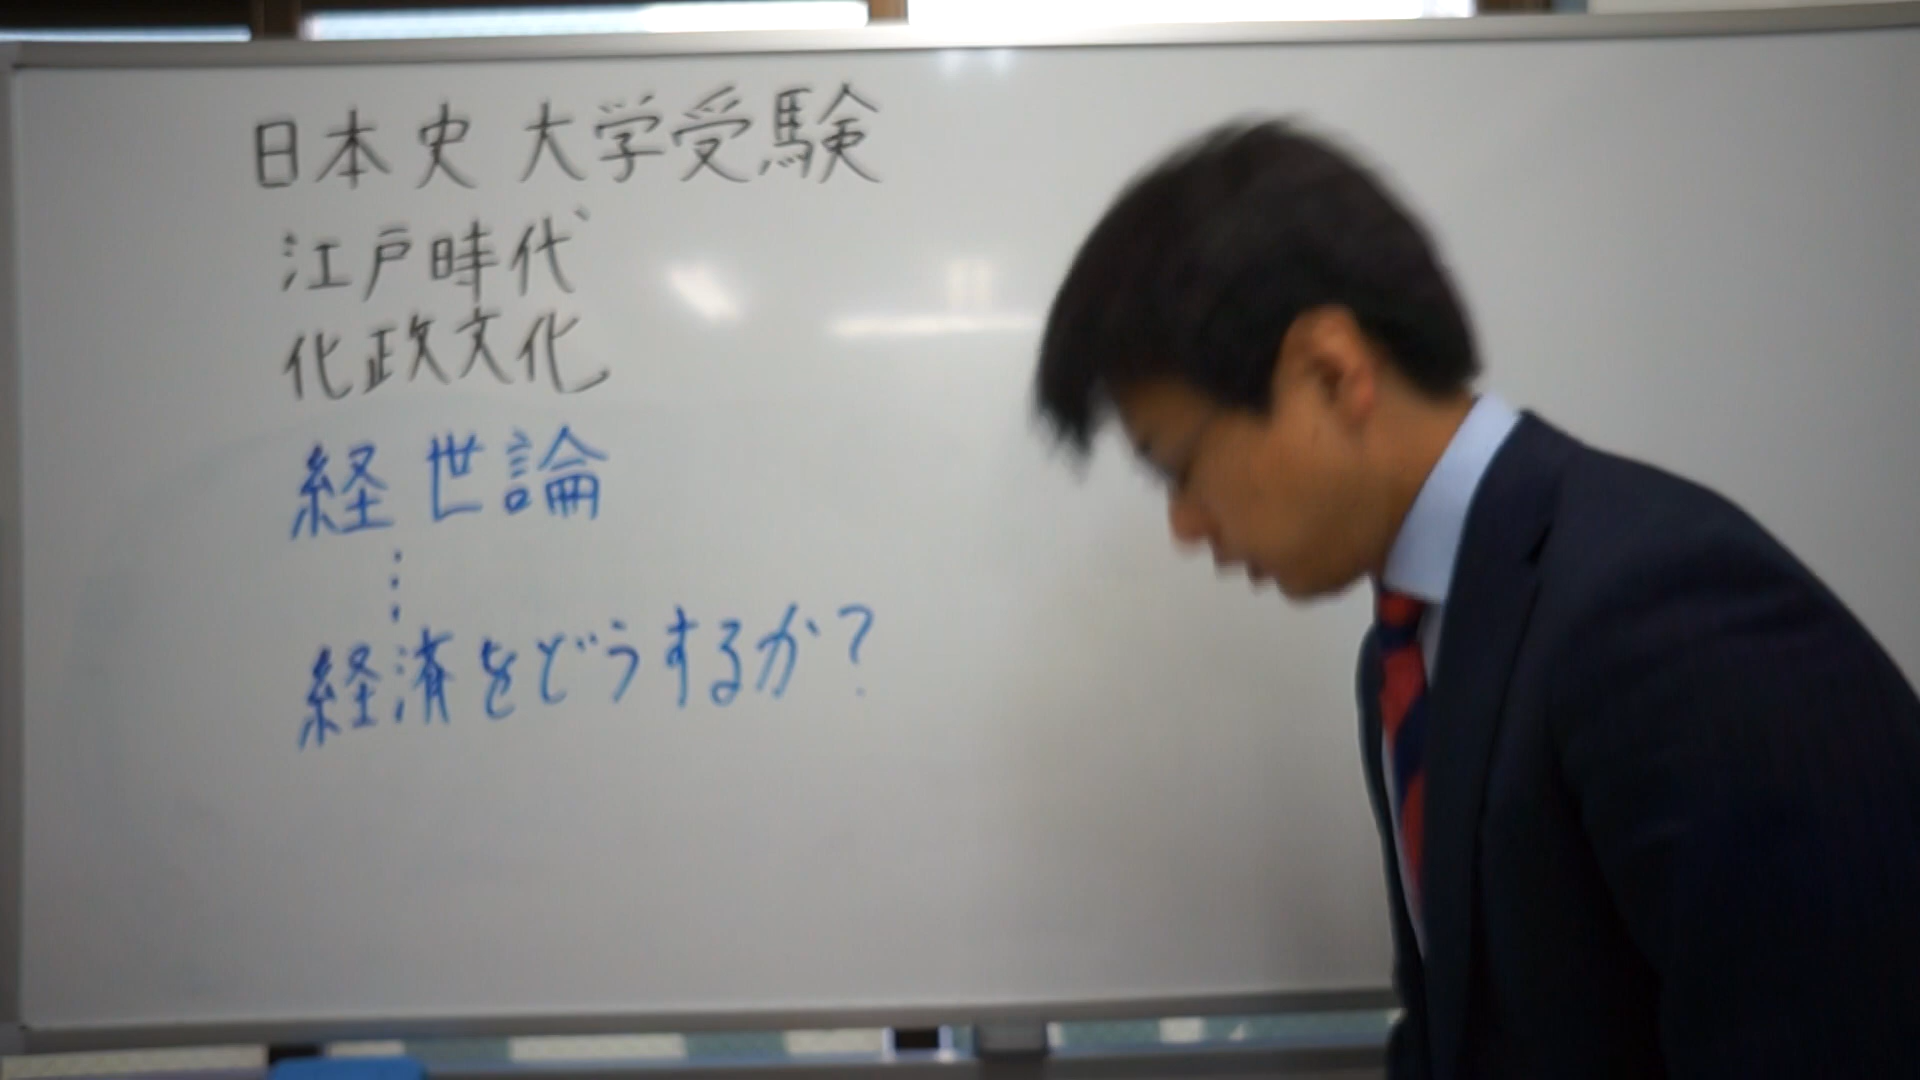 日本史 大学受験
江戸時代
化政文化
経世論
⋮
経済をどうするか?